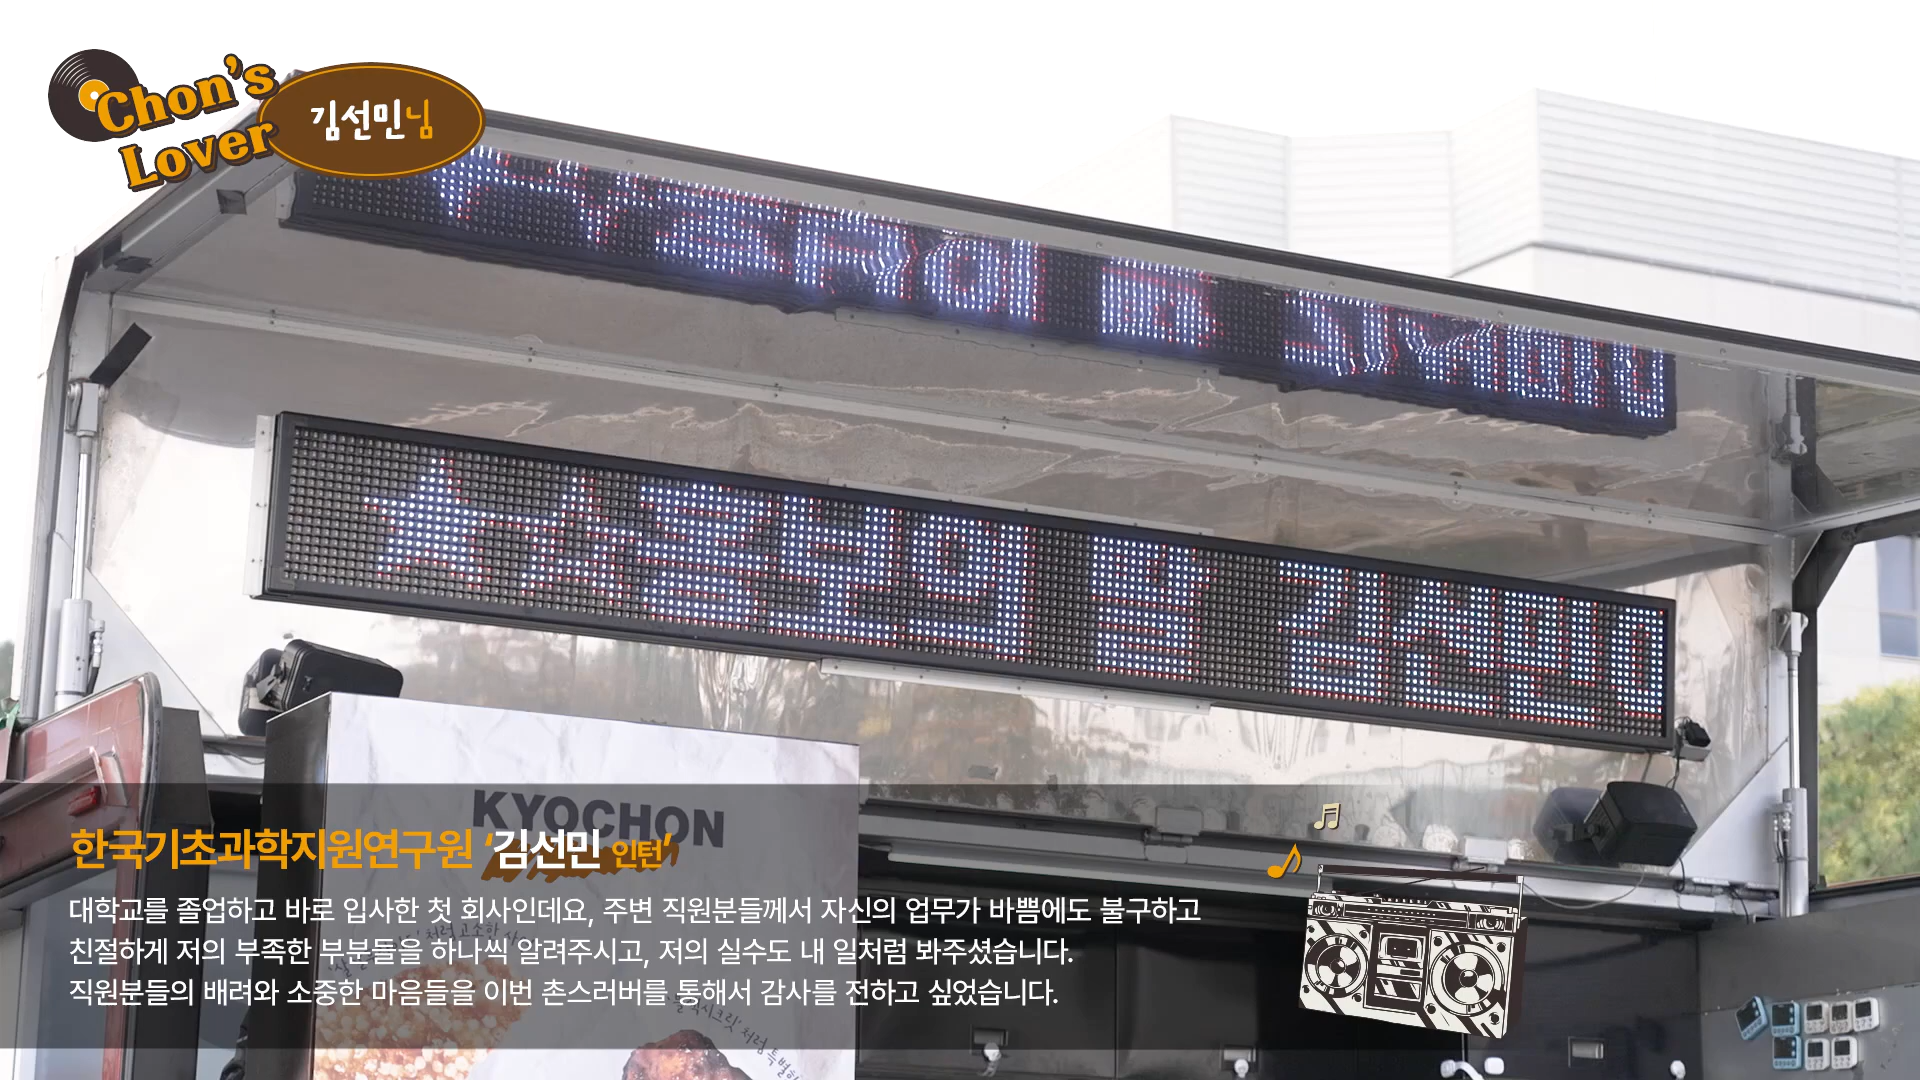 Chon's
Lover
김선민님
★☆홍보의 달 김선민
KYOCHON
한국기초과학지원연구원 '김선민 인턴'
대학교를 졸업하고 바로 입사한 첫 회사인데요, 주변 직원분들께서 자신의 업무가 바쁨에도 불구하고
친절하게 저의 부족한 부분들을 하나씩 알려주시고, 저의 실수도 내 일처럼 봐주셨습니다.
직원분들의 배려와 소중한 마음들을 이번 촌스러버를 통해서 감사를 전하고 싶었습니다.